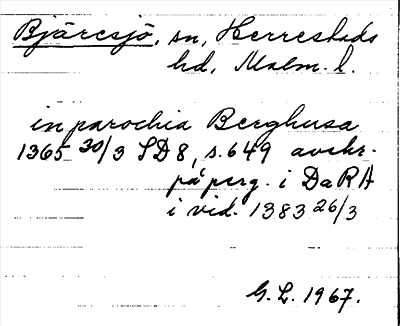 Bjäresjö, sn, Herrestads
hd, Malm. l.
in parochia Berghusa
1365 30/3 SD 8, s. 649 avskr.
på perg. i DaRA
i vid. 1383 26/3
G. L. 1967.